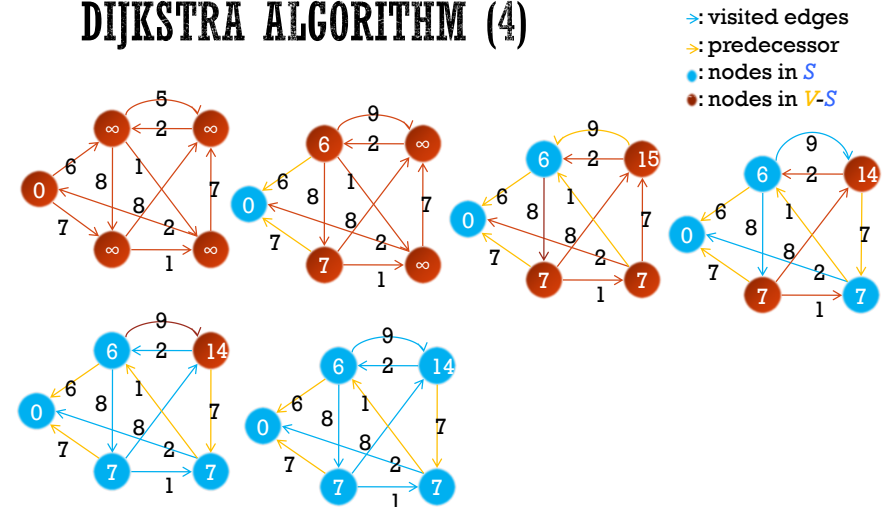 DIJKSTRA ALGORITHM (4)
: visited edges
: predecessor
: nodes in S
: nodes in V-S
5
∞ 2 ∞
6 1
0 8 7
8
7 2
∞ 1 ∞
9
6 2 ∞
6 1
0 8 7
8
7 2
7 1 ∞
9
6 2 15
6 1
0 8 7
8
7 2
7 1 7
9
6 2 14
6 1
0 8 7
8
7 2
7 1 7
9
6 2 14
6 1
0 8 7
8
7 2
7 1 7
9
6 2 14
6 1
0 8 7
8
7 2
7 1 7